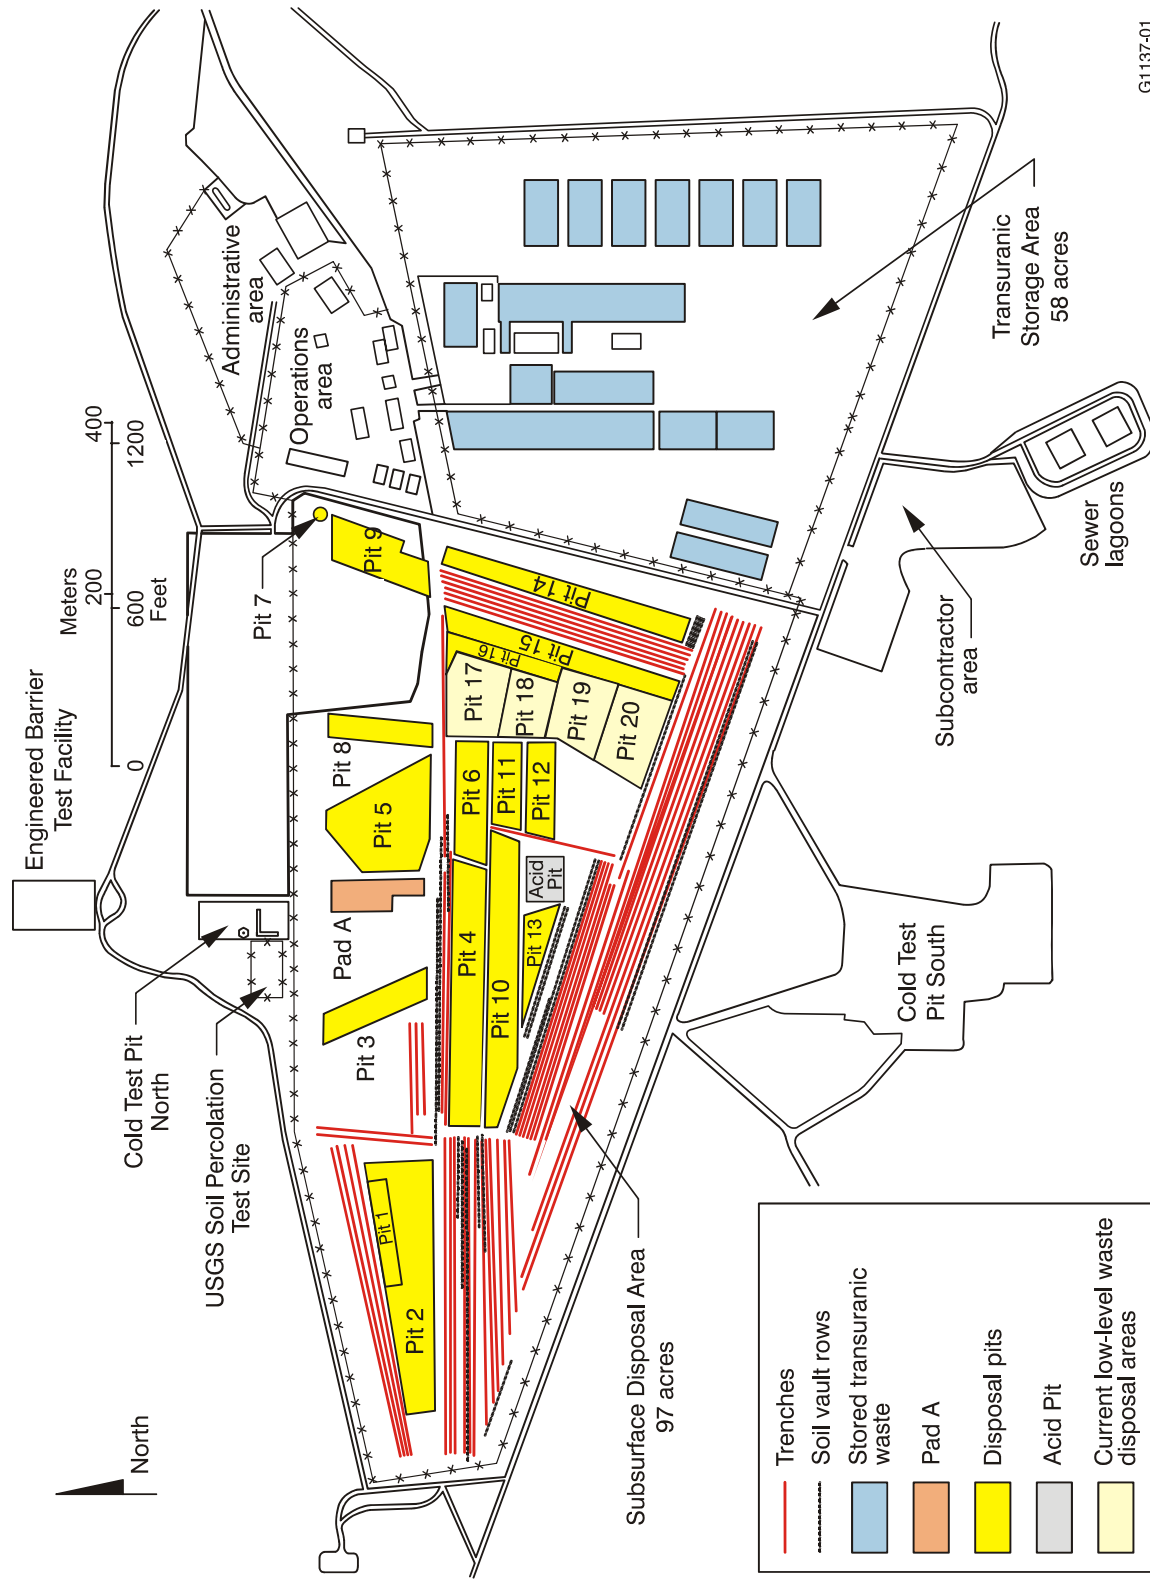 Engineered Barrier
Test Facility
Meters
0
200
400
600
1200
Feet
Cold Test Pit
North
USGS Soil Percolation
Test Site
Administrative
area
Operations
area
Pit 7
Pit 9
Pit 8
Pit 5
Pad A
Pit 3
Pit 1
Pit 2
Pit 4
Pit 6
Pit 10
Pit 11
Pit 12
Pit 13
Acid
Pit
Pit 14
Pit 15
Pit 16
Pit 17
Pit 18
Pit 19
Pit 20
North
Subsurface Disposal Area
97 acres
Cold Test
Pit South
Subcontractor
area
Sewer
lagoons
Transuranic
Storage Area
58 acres
Trenches
Soil vault rows
Stored transuranic
waste
Pad A
Disposal pits
Acid Pit
Current low-level waste
disposal areas
G1137-01